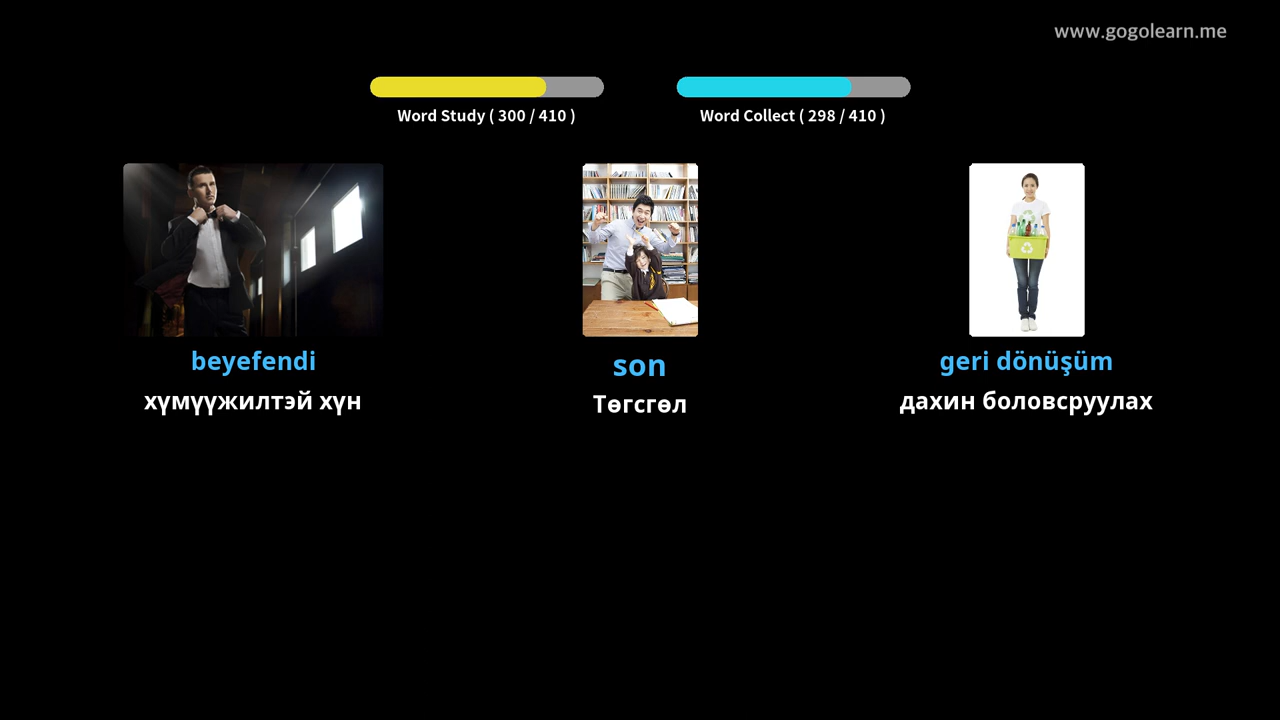 www.gogolearn.me
Word Study ( 300 / 410 )
Word Collect ( 298 / 410 )
beyefendi
хүмүүжилтэй хүн
son
Төгсгөл
geri dönüşüm
дахин боловсруулах